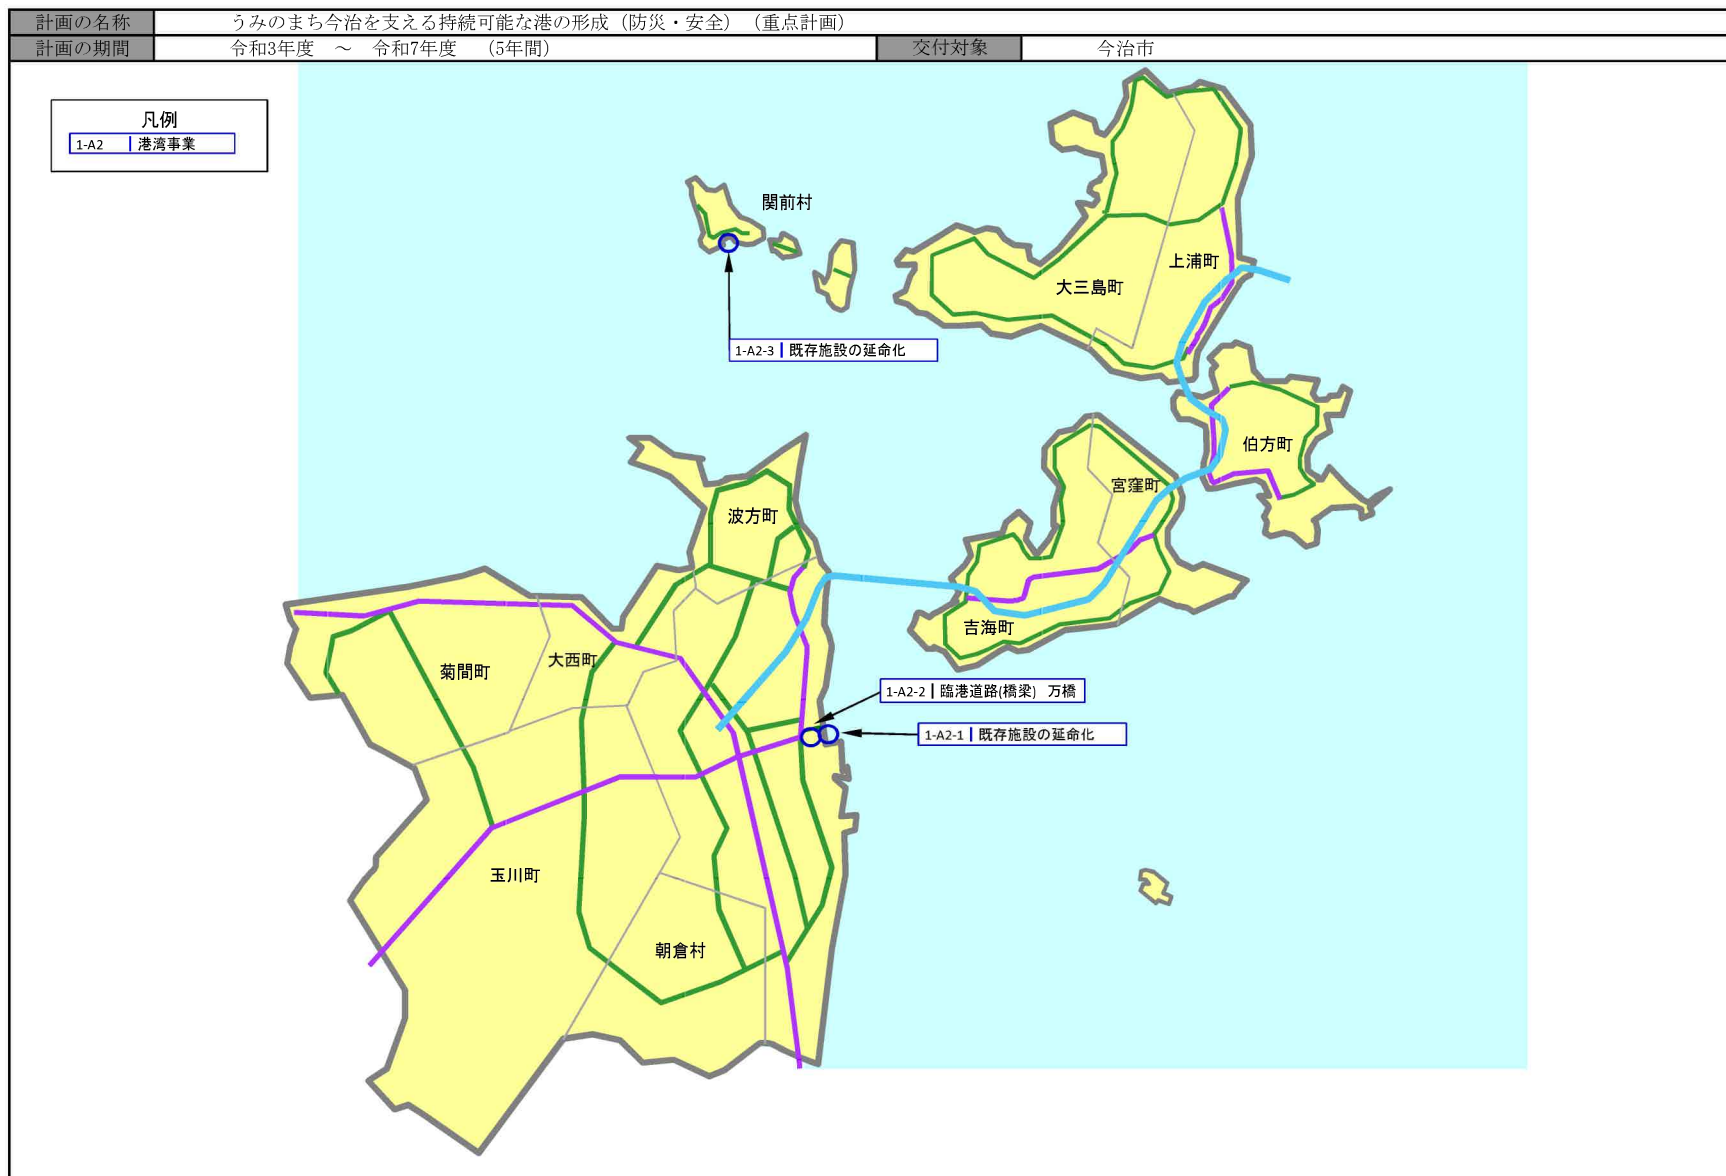 計画の名称 うみのまち今治を支える持続可能な港の形成（防災・安全）（重点計画）
計画の期間 令和3年度　～　令和7年度　（5年間） 交付対象 今治市
凡例
1-A2 港湾事業
関前村
上浦町
大三島町
1-A2-3 既存施設の延命化
伯方町
宮窪町
波方町
吉海町
大西町
菊間町
1-A2-2 臨港道路(橋梁)　万橋
1-A2-1 既存施設の延命化
玉川町
朝倉村